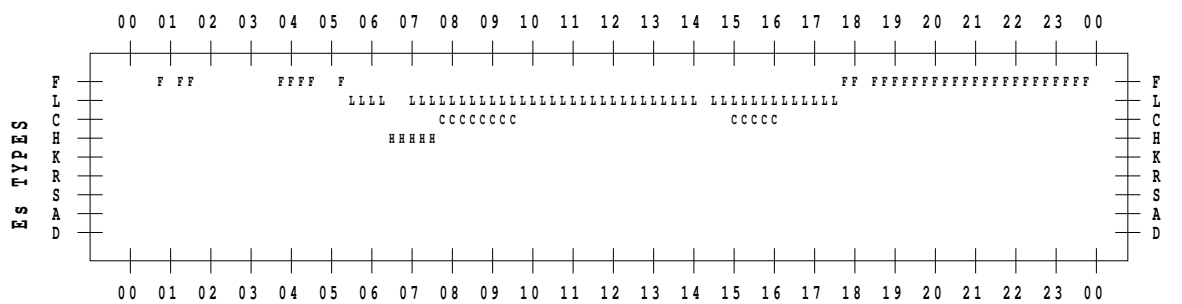 00 01 02 03 04 05 06 07 08 09 10 11 12 13 14 15 16 17 18 19 20 21 22 23 00
F F FF FFFF F FF FFFFFFFFFFFFFFFFFFFFFF F
L LLLL LLLLLLLLLLLLLLLLLLLLLLLLLLLLL LLLLLLLLLLLLL L
C CCCCCCCC CCCCC C
H HHHHH H
K K
R R
S S
A A
D D
Es TYPES
00 01 02 03 04 05 06 07 08 09 10 11 12 13 14 15 16 17 18 19 20 21 22 23 00